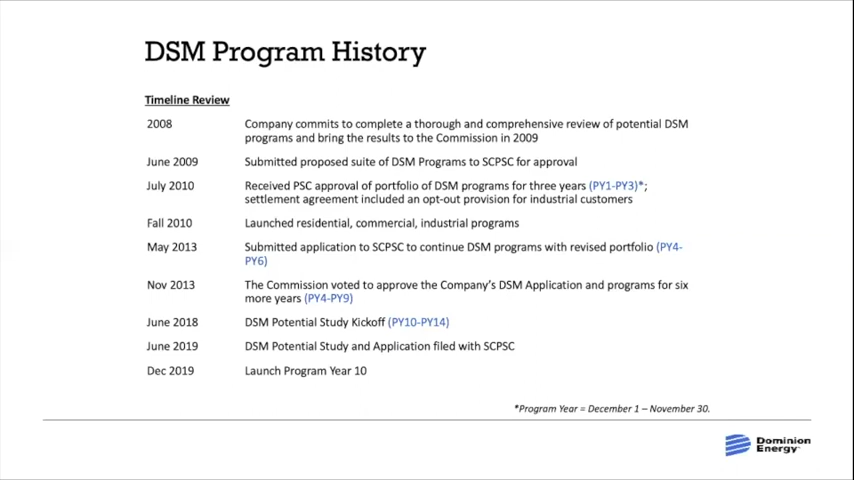 DSM Program History
Timeline Review
2008 Company commits to complete a thorough and comprehensive review of potential DSM
programs and bring the results to the Commission in 2009
June 2009 Submitted proposed suite of DSM Programs to SCPSC for approval
July 2010 Received PSC approval of portfolio of DSM programs for three years (PY1-PY3)*;
settlement agreement included an opt-out provision for industrial customers
Fall 2010 Launched residential, commercial, industrial programs
May 2013 Submitted application to SCPSC to continue DSM programs with revised portfolio (PY4-
PY6)
Nov 2013 The Commission voted to approve the Company's DSM Application and programs for six
more years (PY4-PY9)
June 2018 DSM Potential Study Kickoff (PY10-PY14)
June 2019 DSM Potential Study and Application filed with SCPSC
Dec 2019 Launch Program Year 10
*Program Year = December 1 – November 30.
Dominion
Energy